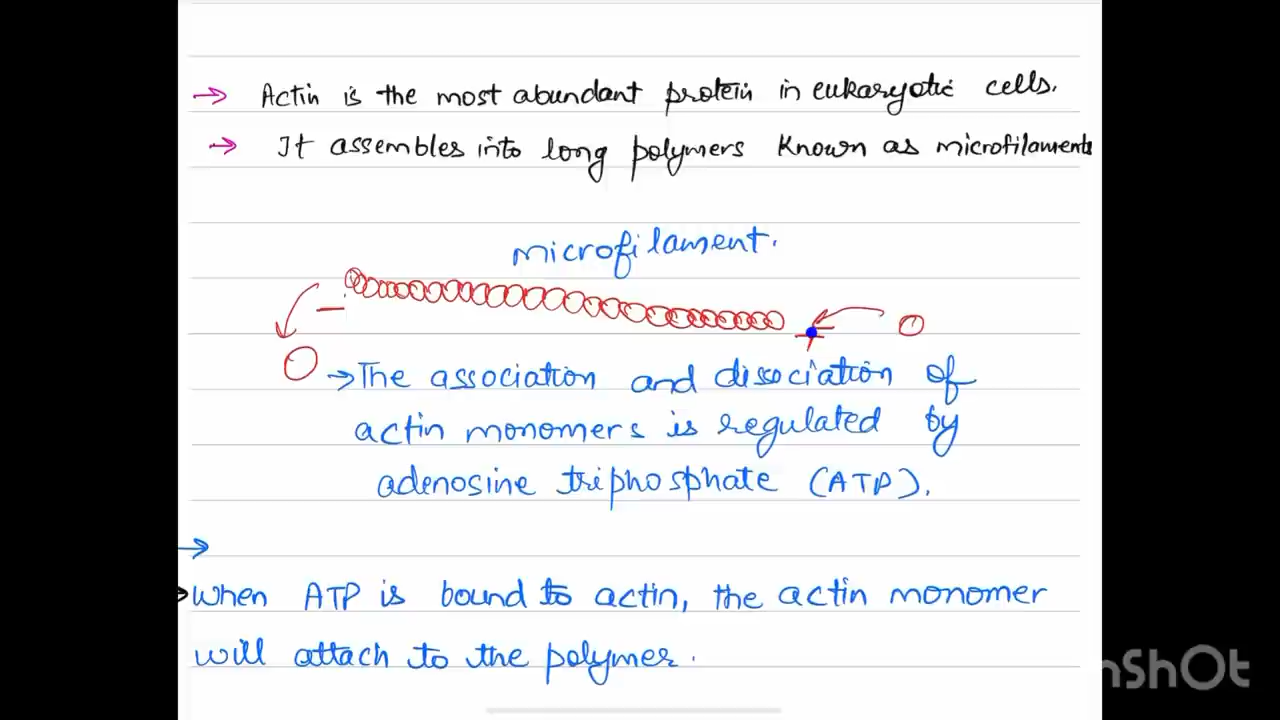 → Actin is the most abundant protein in eukaryotic cells.
→ It assembles into long polymers known as microfilaments
microfilament.
−
+
→ The association and dissociation of
actin monomers is regulated by
adenosine triphosphate (ATP).
→
→ When ATP is bound to actin, the actin monomer
will attach to the polymer.
nShOt